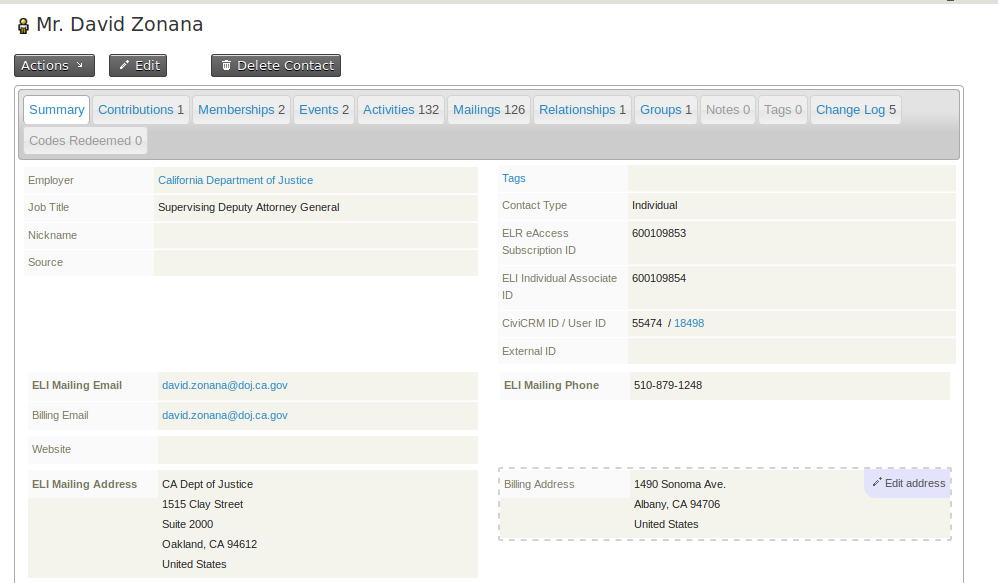 Mr. David Zonana
Actions
Edit
Delete Contact
Summary
Contributions 1
Memberships 2
Events 2
Activities 132
Mailings 126
Relationships 1
Groups 1
Notes 0
Tags 0
Change Log 5
Codes Redeemed 0
Employer California Department of Justice
Job Title Supervising Deputy Attorney General
Nickname
Source
Tags
Contact Type Individual
ELR eAccess 600109853
Subscription ID
ELI Individual Associate 600109854
ID
CiviCRM ID / User ID 55474 / 18498
External ID
ELI Mailing Email david.zonana@doj.ca.gov
Billing Email david.zonana@doj.ca.gov
Website
ELI Mailing Phone 510-879-1248
ELI Mailing Address CA Dept of Justice
1515 Clay Street
Suite 2000
Oakland, CA 94612
United States
Billing Address 1490 Sonoma Ave.
Edit address
Albany, CA 94706
United States